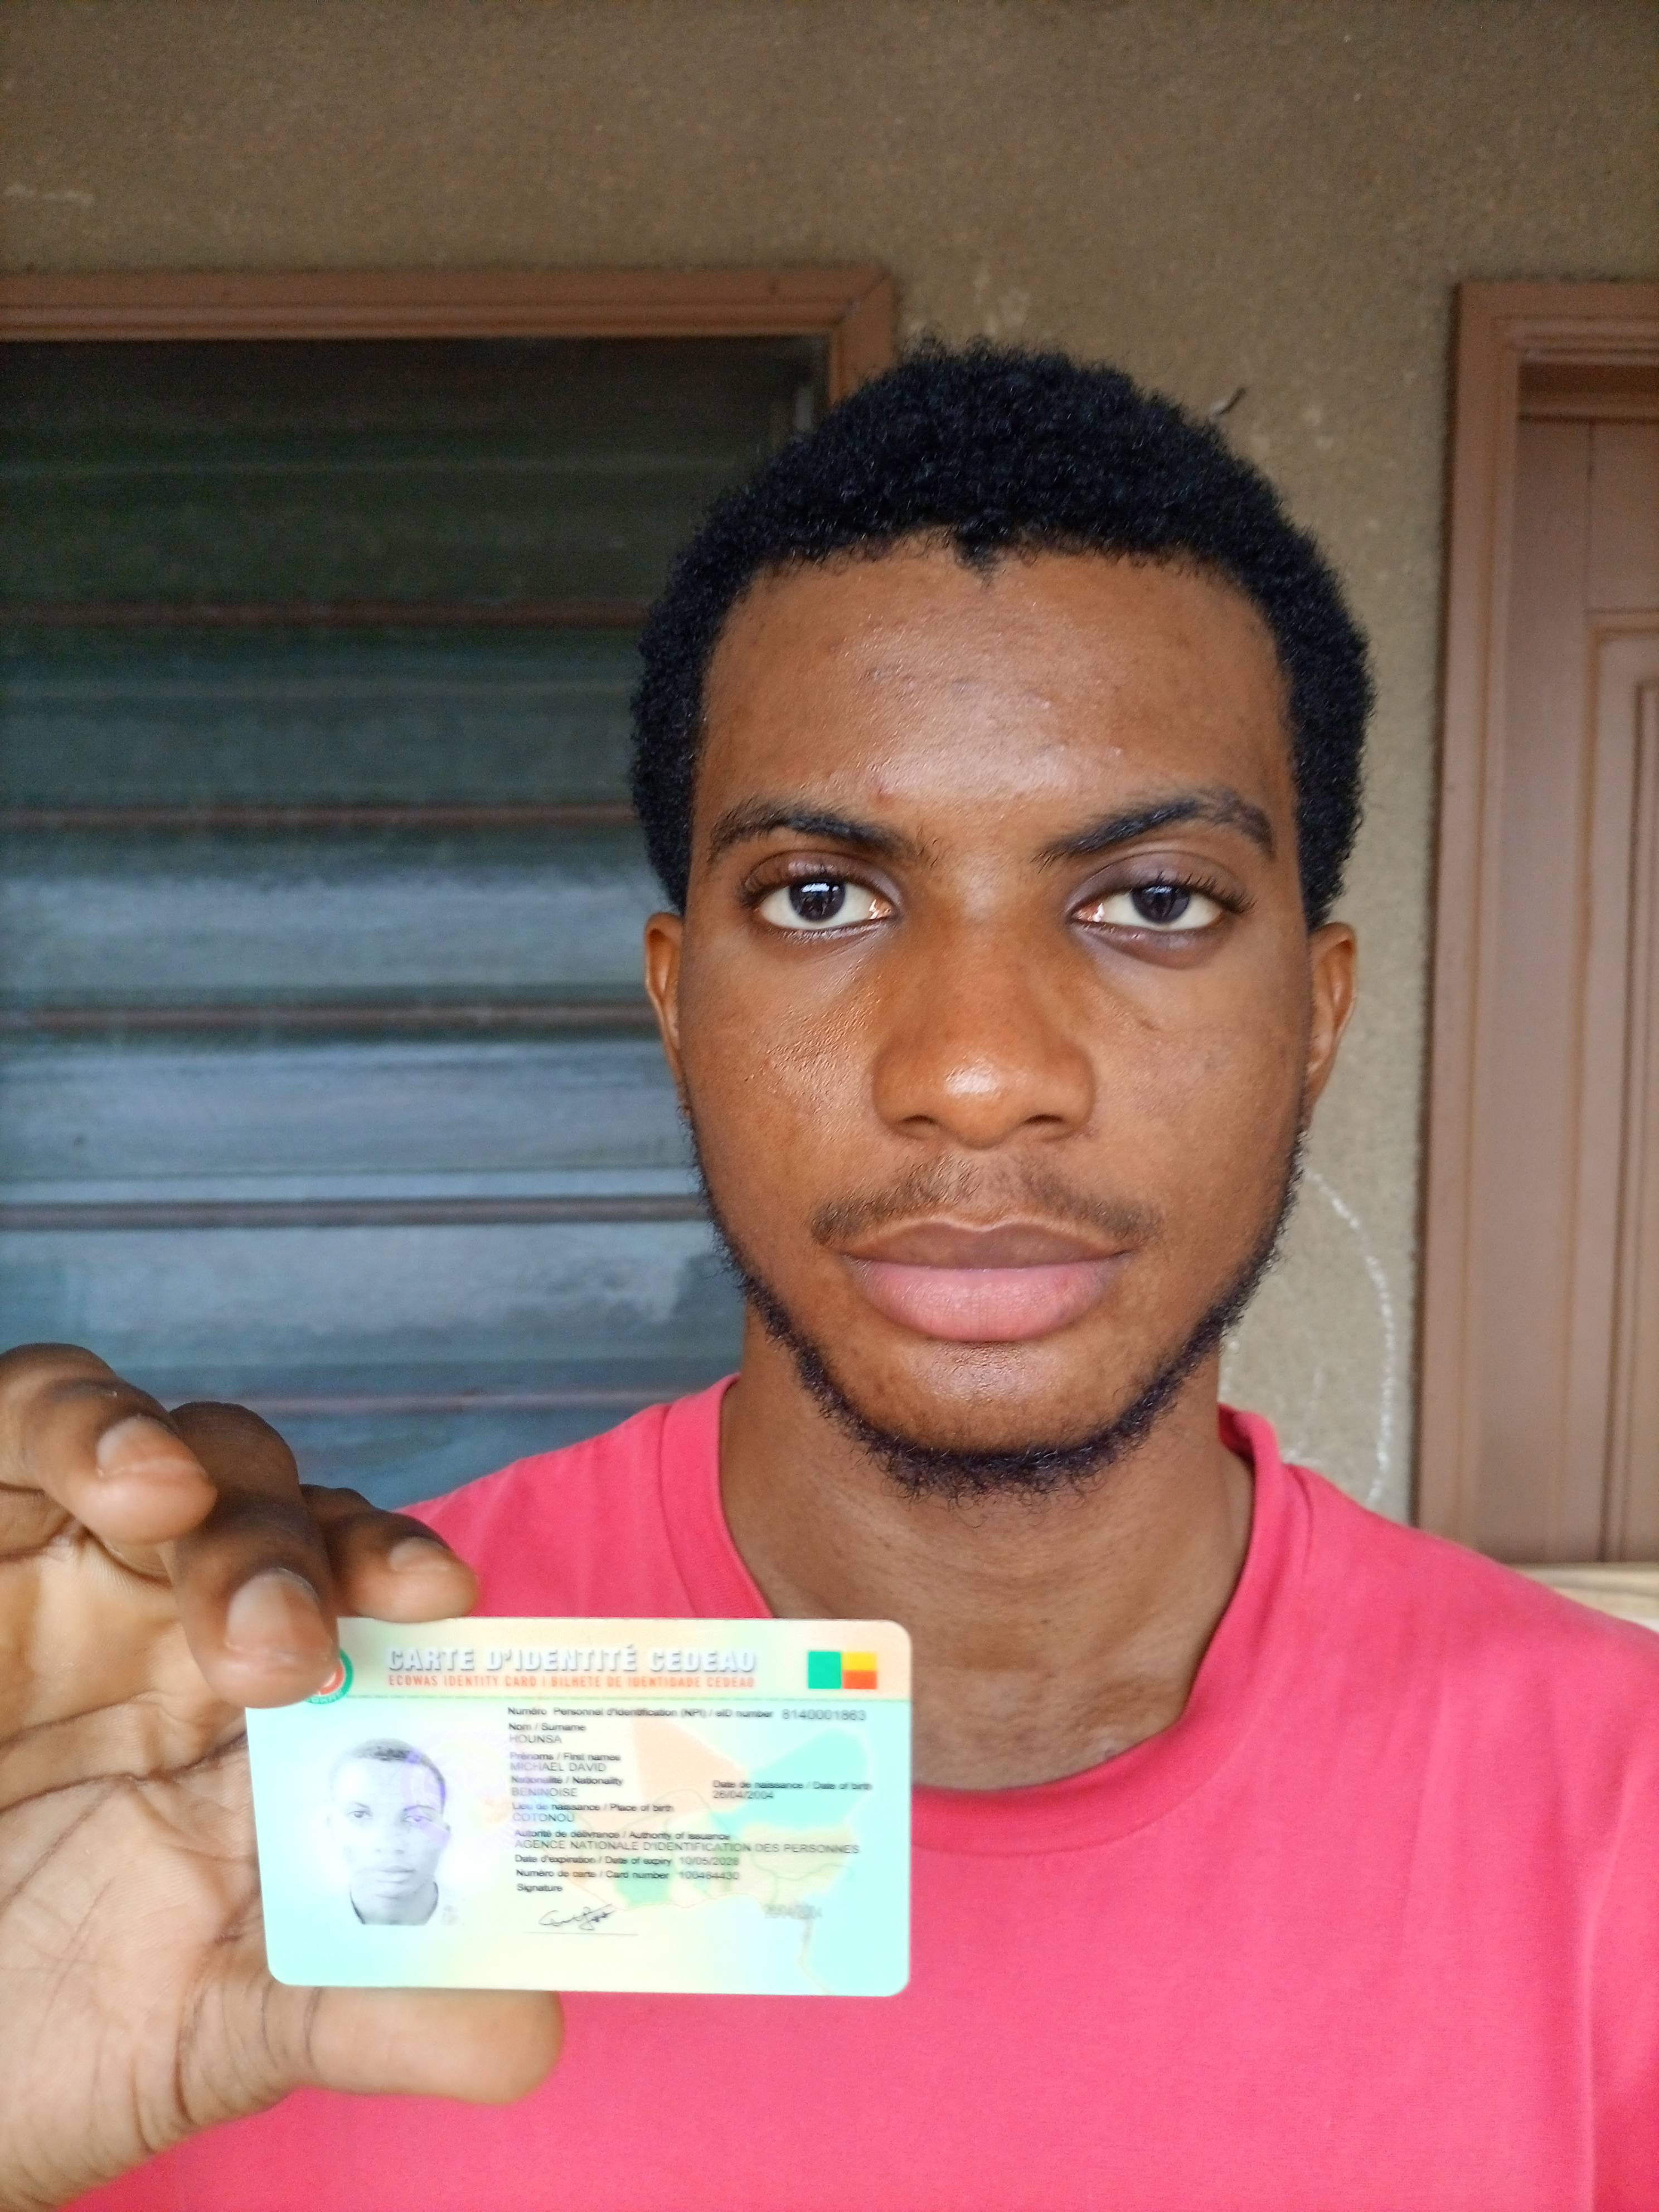 CARTE D'IDENTITÉ CEDEAO
ECOWAS IDENTITY CARD | BILHETE DE IDENTIDADE CEDEAO
Numéro Personnel d'Identification (NPI) / eID number 8140001863
Nom / Surname
HOUNSA
Prénoms / First names
MICHAEL DAVID
Nationalité / Nationality Date de naissance / Date of birth
BENINOISE 26/04/2004
Lieu de naissance / Place of birth
COTONOU
Autorité de délivrance / Authority of issuance
AGENCE NATIONALE D'IDENTIFICATION DES PERSONNES
Date d'expiration / Date of expiry 10/05/2028
Numéro de carte / Card number 109484430
Signature